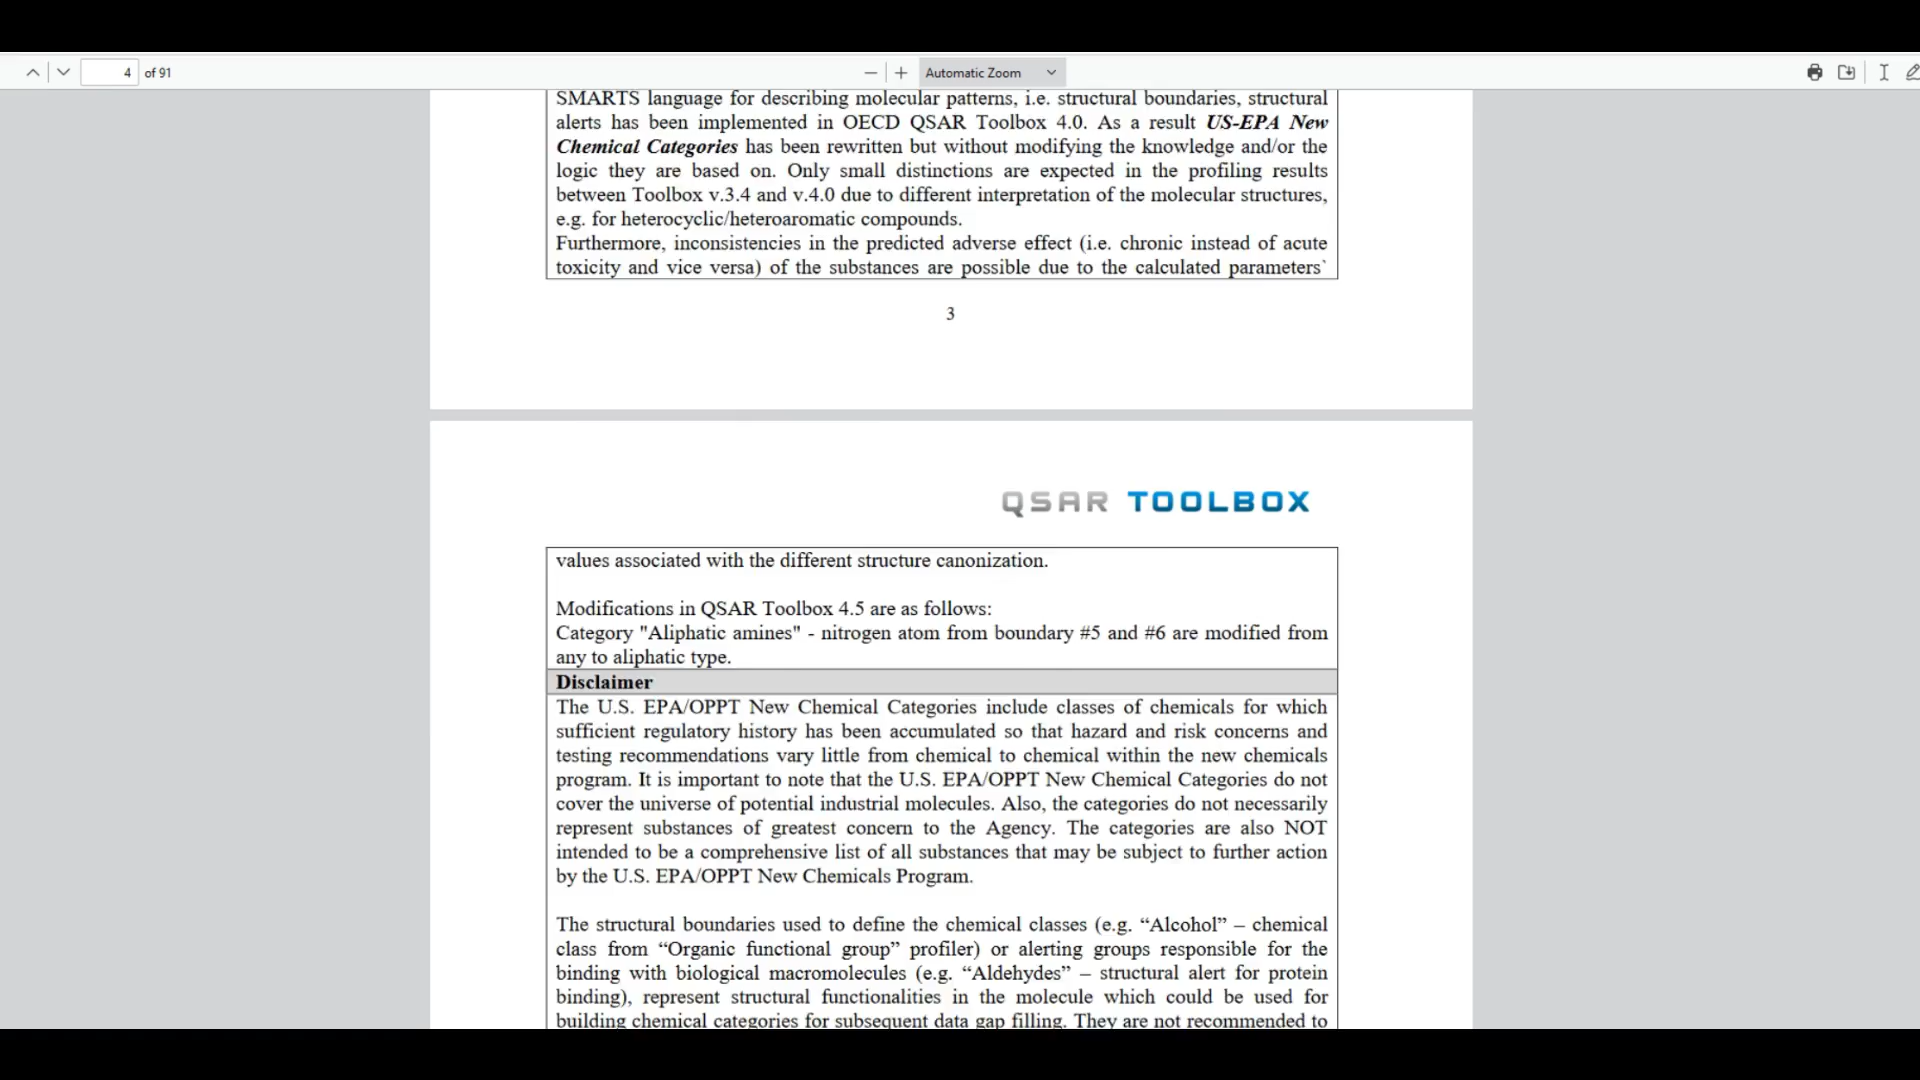 4 of 91
Automatic Zoom
SMARTS language for describing molecular patterns, i.e. structural boundaries, structural
alerts has been implemented in OECD QSAR Toolbox 4.0. As a result US-EPA New
Chemical Categories has been rewritten but without modifying the knowledge and/or the
logic they are based on. Only small distinctions are expected in the profiling results
between Toolbox v.3.4 and v.4.0 due to different interpretation of the molecular structures,
e.g. for heterocyclic/heteroaromatic compounds.
Furthermore, inconsistencies in the predicted adverse effect (i.e. chronic instead of acute
toxicity and vice versa) of the substances are possible due to the calculated parameters`
3
QSAR TOOLBOX
values associated with the different structure canonization.
Modifications in QSAR Toolbox 4.5 are as follows:
Category "Aliphatic amines" - nitrogen atom from boundary #5 and #6 are modified from
any to aliphatic type.
Disclaimer
The U.S. EPA/OPPT New Chemical Categories include classes of chemicals for which
sufficient regulatory history has been accumulated so that hazard and risk concerns and
testing recommendations vary little from chemical to chemical within the new chemicals
program. It is important to note that the U.S. EPA/OPPT New Chemical Categories do not
cover the universe of potential industrial molecules. Also, the categories do not necessarily
represent substances of greatest concern to the Agency. The categories are also NOT
intended to be a comprehensive list of all substances that may be subject to further action
by the U.S. EPA/OPPT New Chemicals Program.
The structural boundaries used to define the chemical classes (e.g. “Alcohol” – chemical
class from “Organic functional group” profiler) or alerting groups responsible for the
binding with biological macromolecules (e.g. “Aldehydes” – structural alert for protein
binding), represent structural functionalities in the molecule which could be used for
building chemical categories for subsequent data gap filling. They are not recommended to